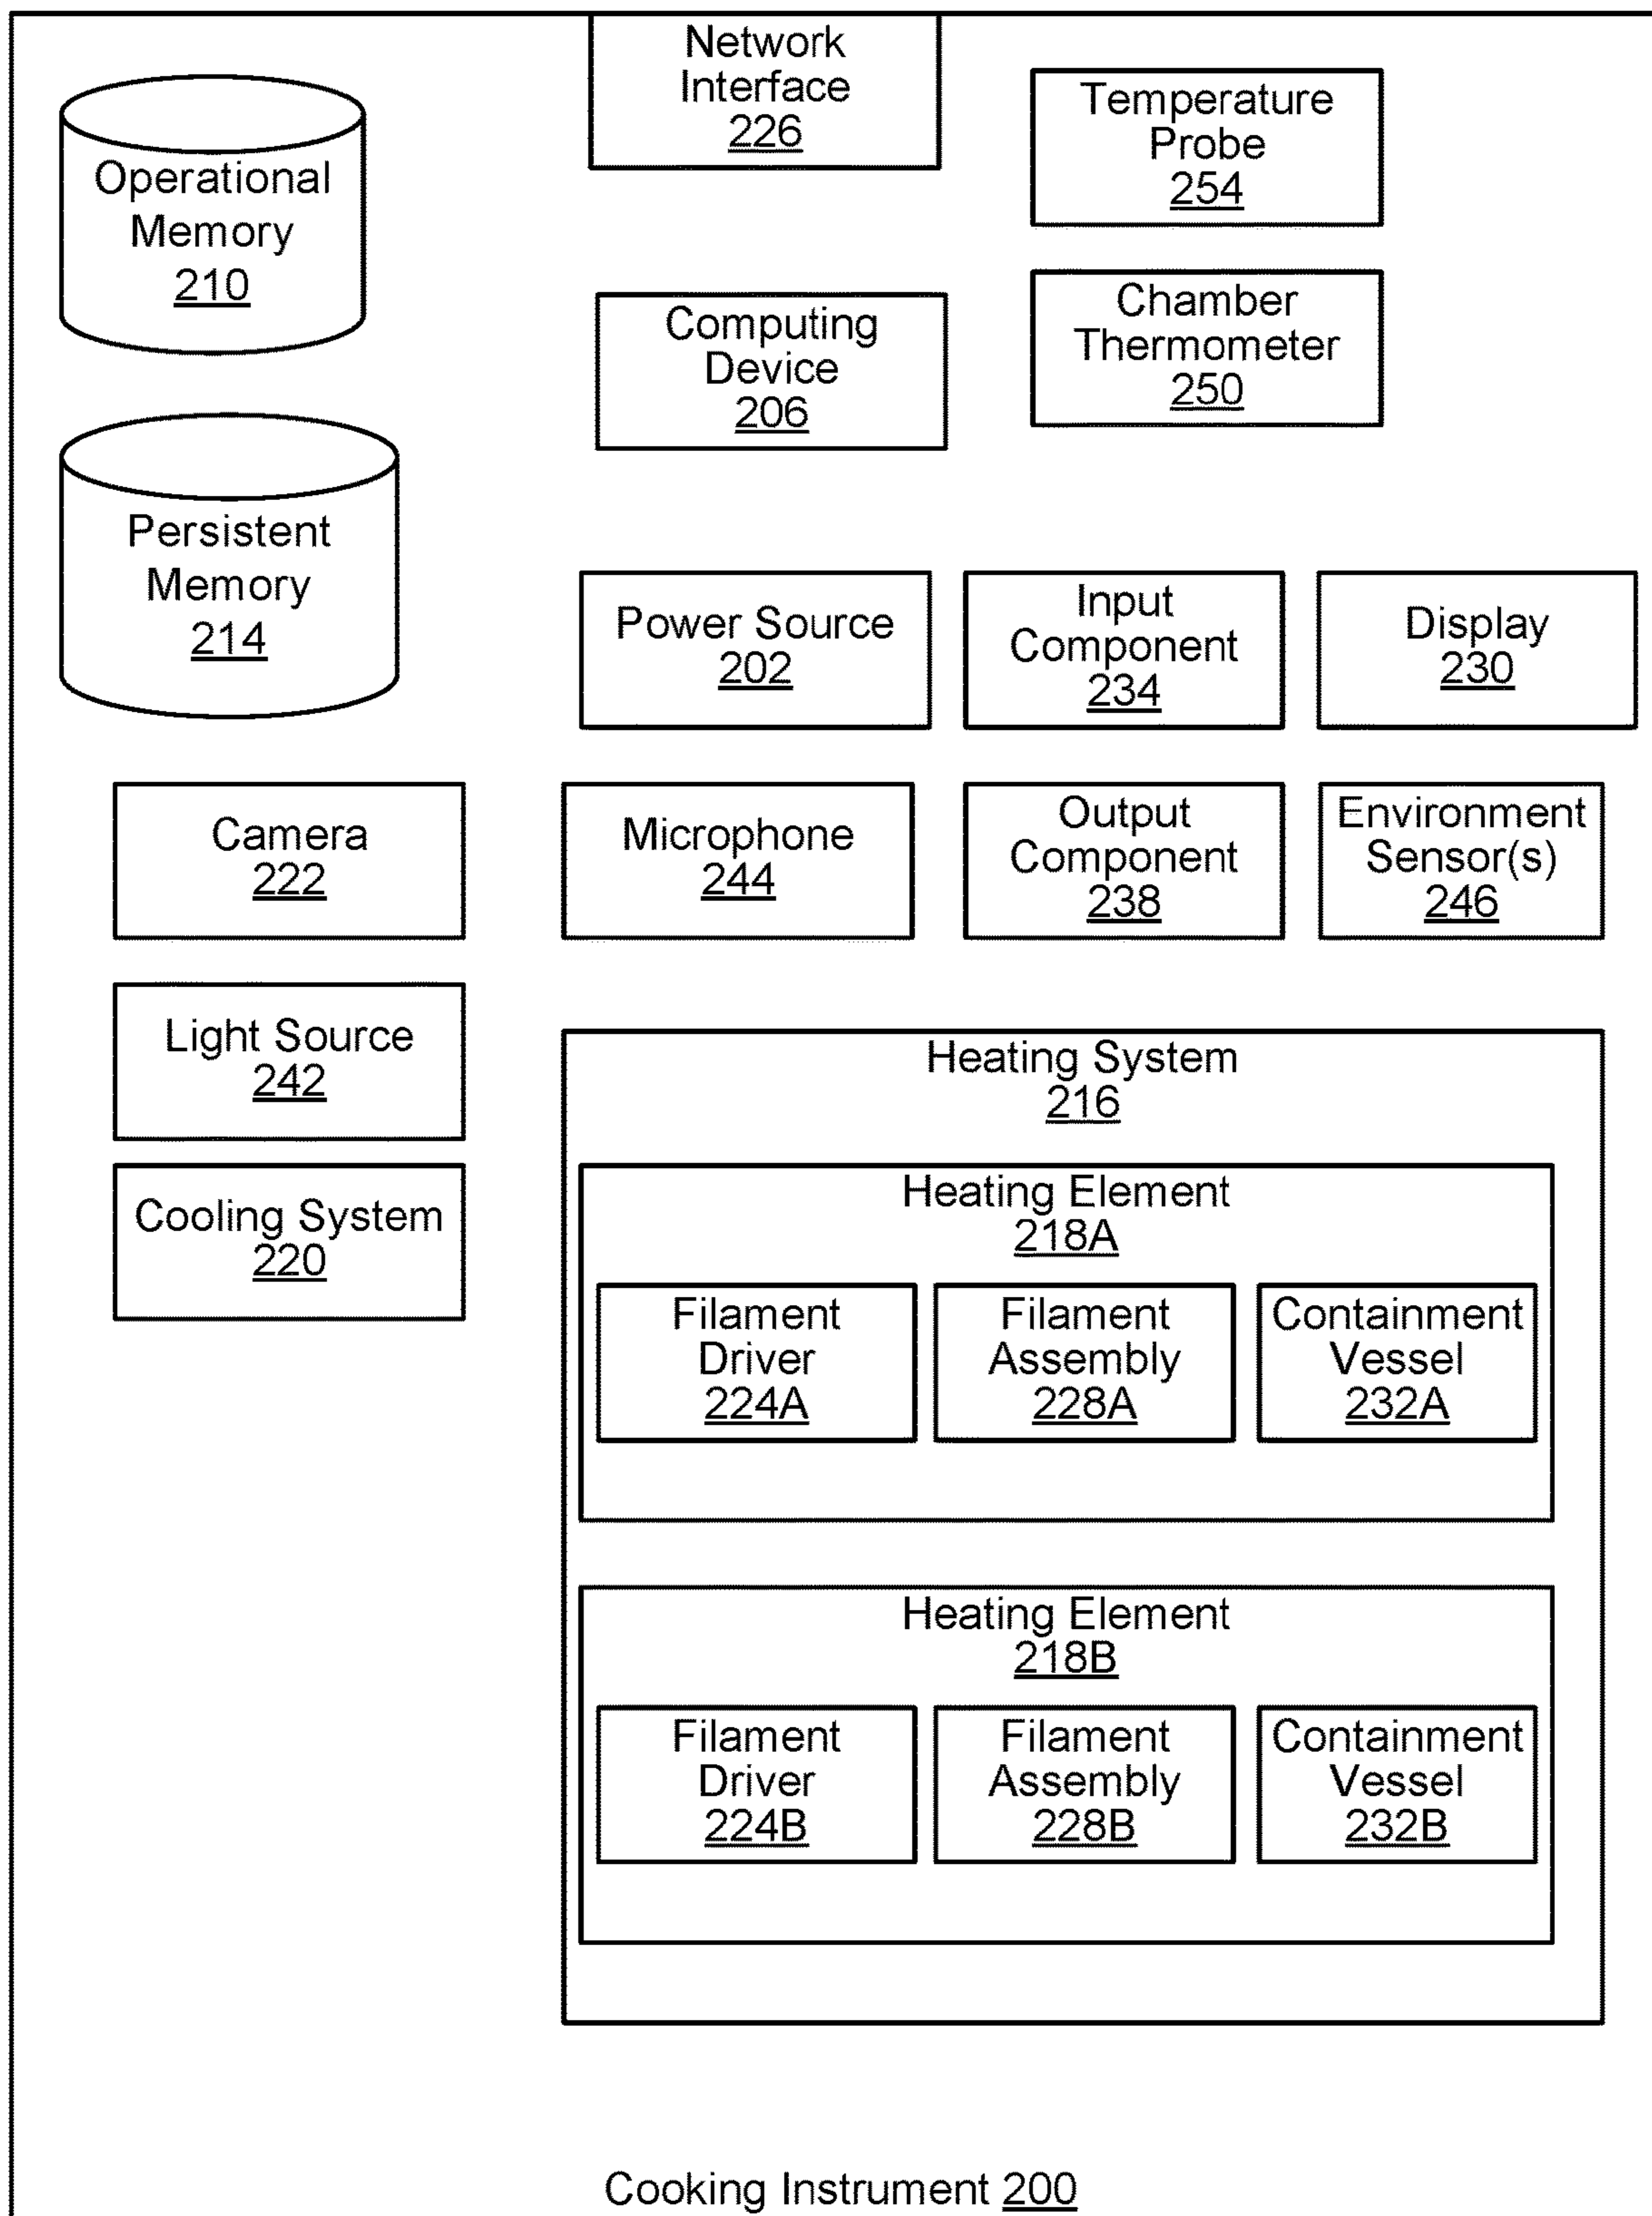 Network
Interface
226
Temperature
Probe
254
Operational
Memory
210
Computing
Device
206
Chamber
Thermometer
250
Persistent
Memory
214
Power Source
202
Input
Component
234
Display
230
Camera
222
Microphone
244
Output
Component
238
Environment
Sensor(s)
246
Light Source
242
Cooling System
220
Heating System
216
Heating Element
218A
Filament
Driver
224A
Filament
Assembly
228A
Containment
Vessel
232A
Heating Element
218B
Filament
Driver
224B
Filament
Assembly
228B
Containment
Vessel
232B
Cooking Instrument 200